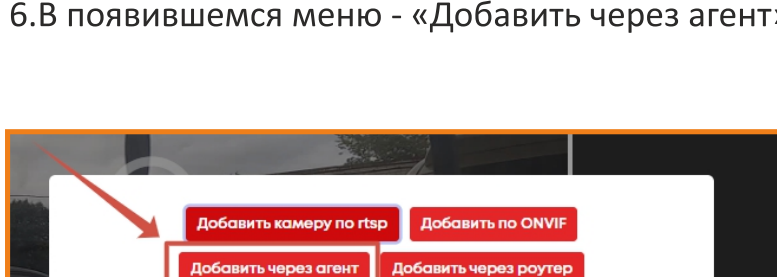 6.В появившемся меню - «Добавить через агент»
Добавить камеру по rtsp Добавить по ONVIF
Добавить через агент Добавить через роутер